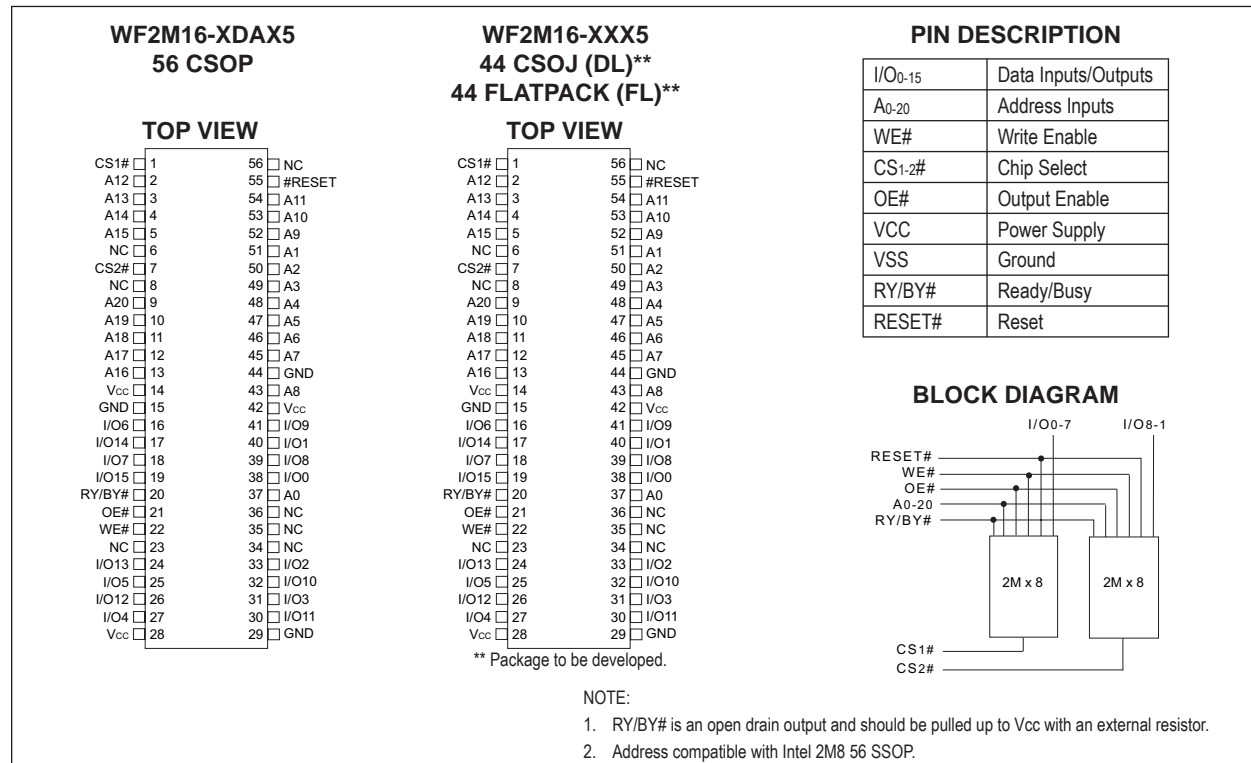 WF2M16-XDAX5
56 CSOP
TOP VIEW
CS1# 1 56 NC
A12 2 55 #RESET
A13 3 54 A11
A14 4 53 A10
A15 5 52 A9
NC 6 51 A1
CS2# 7 50 A2
NC 8 49 A3
A20 9 48 A4
A19 10 47 A5
A18 11 46 A6
A17 12 45 A7
A16 13 44 GND
Vcc 14 43 A8
GND 15 42 Vcc
I/O6 16 41 I/O9
I/O14 17 40 I/O1
I/O7 18 39 I/O8
I/O15 19 38 I/O0
RY/BY# 20 37 A0
OE# 21 36 NC
WE# 22 35 NC
NC 23 34 NC
I/O13 24 33 I/O2
I/O5 25 32 I/O10
I/O12 26 31 I/O3
I/O4 27 30 I/O11
Vcc 28 29 GND
WF2M16-XXX5
44 CSOJ (DL)**
44 FLATPACK (FL)**
TOP VIEW
CS1# 1 56 NC
A12 2 55 #RESET
A13 3 54 A11
A14 4 53 A10
A15 5 52 A9
NC 6 51 A1
CS2# 7 50 A2
NC 8 49 A3
A20 9 48 A4
A19 10 47 A5
A18 11 46 A6
A17 12 45 A7
A16 13 44 GND
Vcc 14 43 A8
GND 15 42 Vcc
I/O6 16 41 I/O9
I/O14 17 40 I/O1
I/O7 18 39 I/O8
I/O15 19 38 I/O0
RY/BY# 20 37 A0
OE# 21 36 NC
WE# 22 35 NC
NC 23 34 NC
I/O13 24 33 I/O2
I/O5 25 32 I/O10
I/O12 26 31 I/O3
I/O4 27 30 I/O11
Vcc 28 29 GND
** Package to be developed.
PIN DESCRIPTION
I/O0-15 Data Inputs/Outputs
A0-20 Address Inputs
WE# Write Enable
CS1-2# Chip Select
OE# Output Enable
VCC Power Supply
VSS Ground
RY/BY# Ready/Busy
RESET# Reset
BLOCK DIAGRAM
I/O0-7 I/O8-1
RESET#
WE#
OE#
A0-20
RY/BY#
2M x 8 2M x 8
CS1#
CS2#
NOTE:
1. RY/BY# is an open drain output and should be pulled up to Vcc with an external resistor.
2. Address compatible with Intel 2M8 56 SSOP.